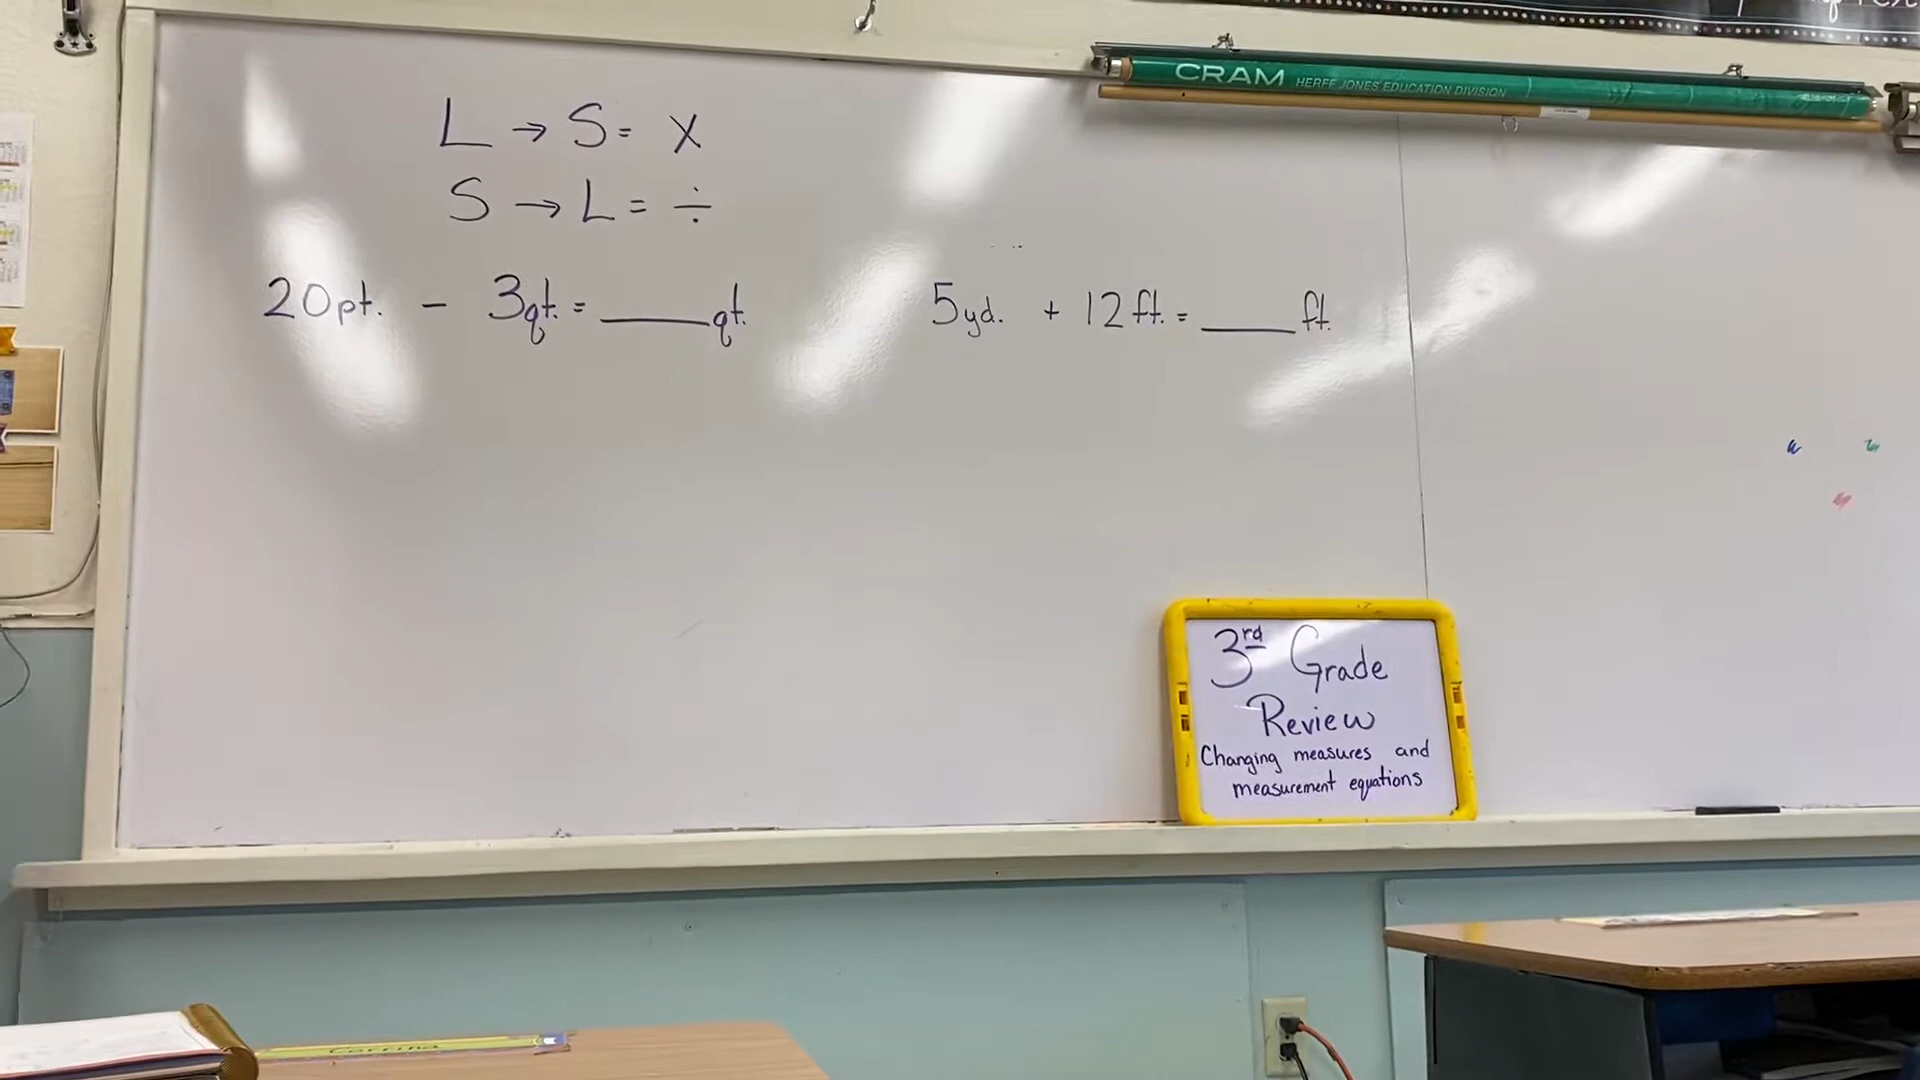 CRAM HERFF JONES EDUCATION DIVISION
L → S = x
S → L = ÷
20pt. - 3qt. = ____qt.
5yd. + 12ft. = ____ft.
3rd Grade
Review
Changing measures and
measurement equations